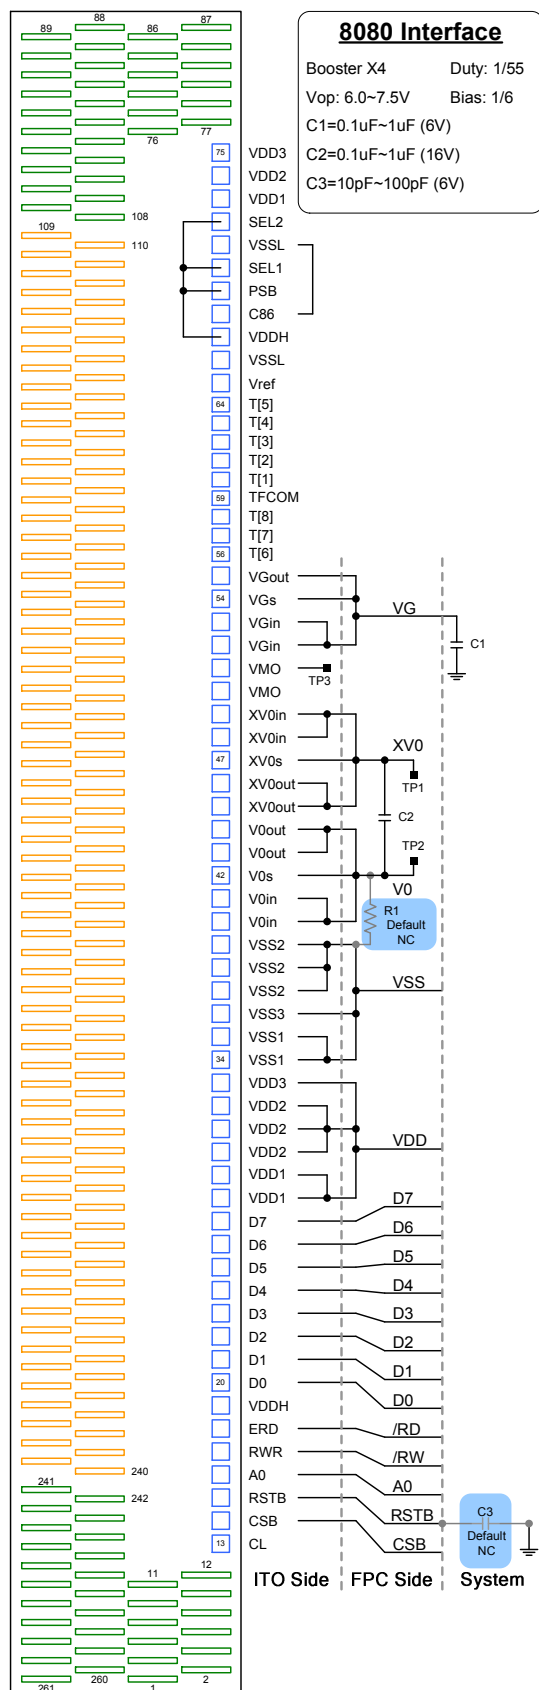 8080 Interface
Booster X4 Duty: 1/55
Vop: 6.0~7.5V Bias: 1/6
C1=0.1uF~1uF (6V)
C2=0.1uF~1uF (16V)
C3=10pF~100pF (6V)
88 87
89 86
76 77
75 VDD3
VDD2
VDD1
108 SEL2
109
110 VSSL
SEL1
PSB
C86
VDDH
VSSL
Vref
64 T[5]
T[4]
T[3]
T[2]
T[1]
59 TFCOM
T[8]
T[7]
56 T[6]
VGout
54 VGs VG
VGin
VGin C1
VMO TP3
VMO
XV0in
XV0in XV0
47 XV0s
XV0out TP1
XV0out C2
V0out
V0out TP2
42 V0s
V0
V0in R1
Default
V0in
NC
VSS2
VSS2
VSS2 VSS
VSS3
VSS1
34 VSS1
VDD3
VDD2
VDD2 VDD
VDD2
VDD1
VDD1
D7 D7
D6 D6
D5 D5
D4 D4
D3 D3
D2 D2
D1 D1
20 D0 D0
VDDH
ERD /RD
RWR /RW
240 A0 A0
241
242 RSTB RSTB C3
CSB CSB Default
NC
13 CL
12
11 ITO Side FPC Side System
261 260 1 2